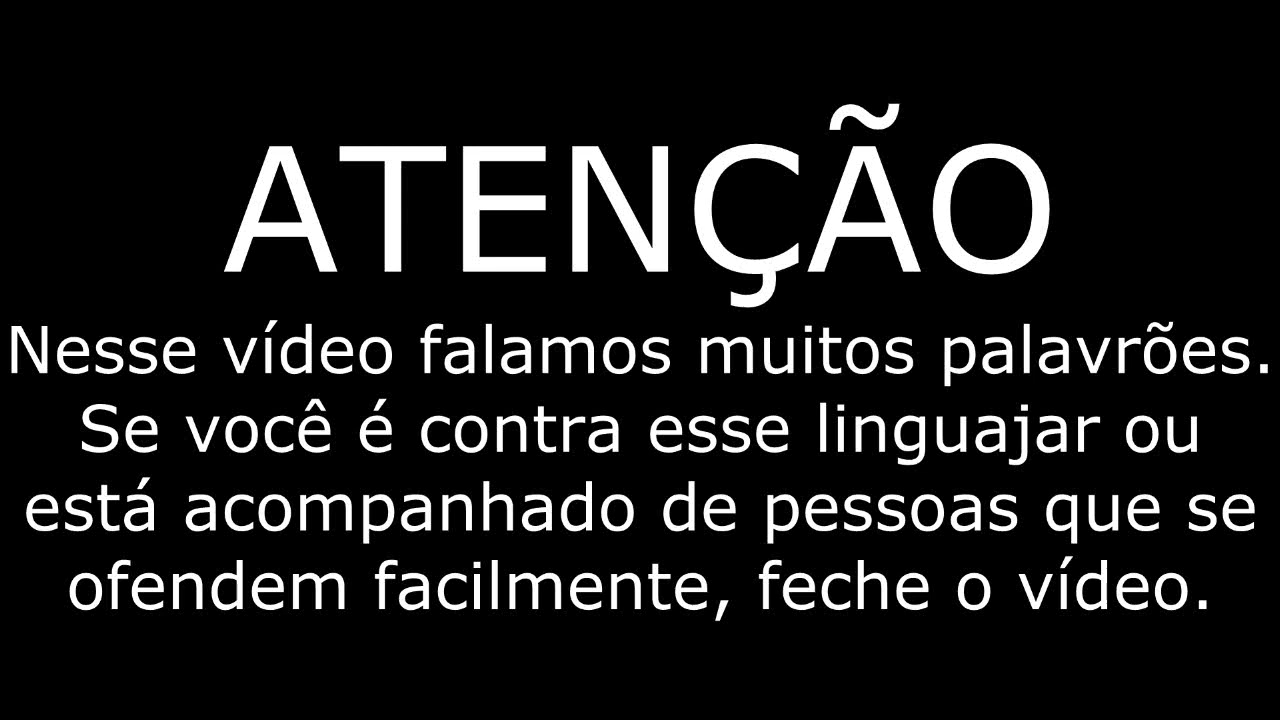 ATENÇÃO
Nesse vídeo falamos muitos palavrões.
Se você é contra esse linguajar ou
está acompanhado de pessoas que se
ofendem facilmente, feche o vídeo.